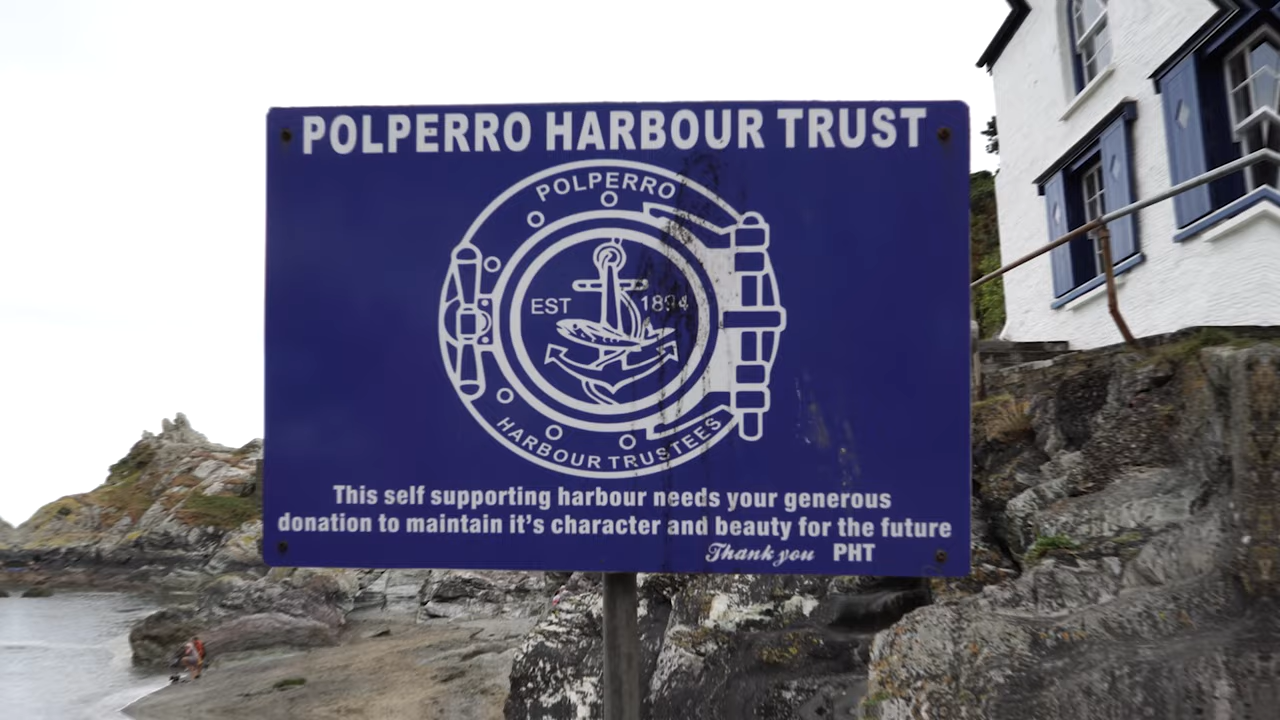 POLPERRO HARBOUR TRUST
POLPERRO
EST 1894
HARBOUR TRUSTEES
This self supporting harbour needs your generous
donation to maintain it's character and beauty for the future
Thank you PHT